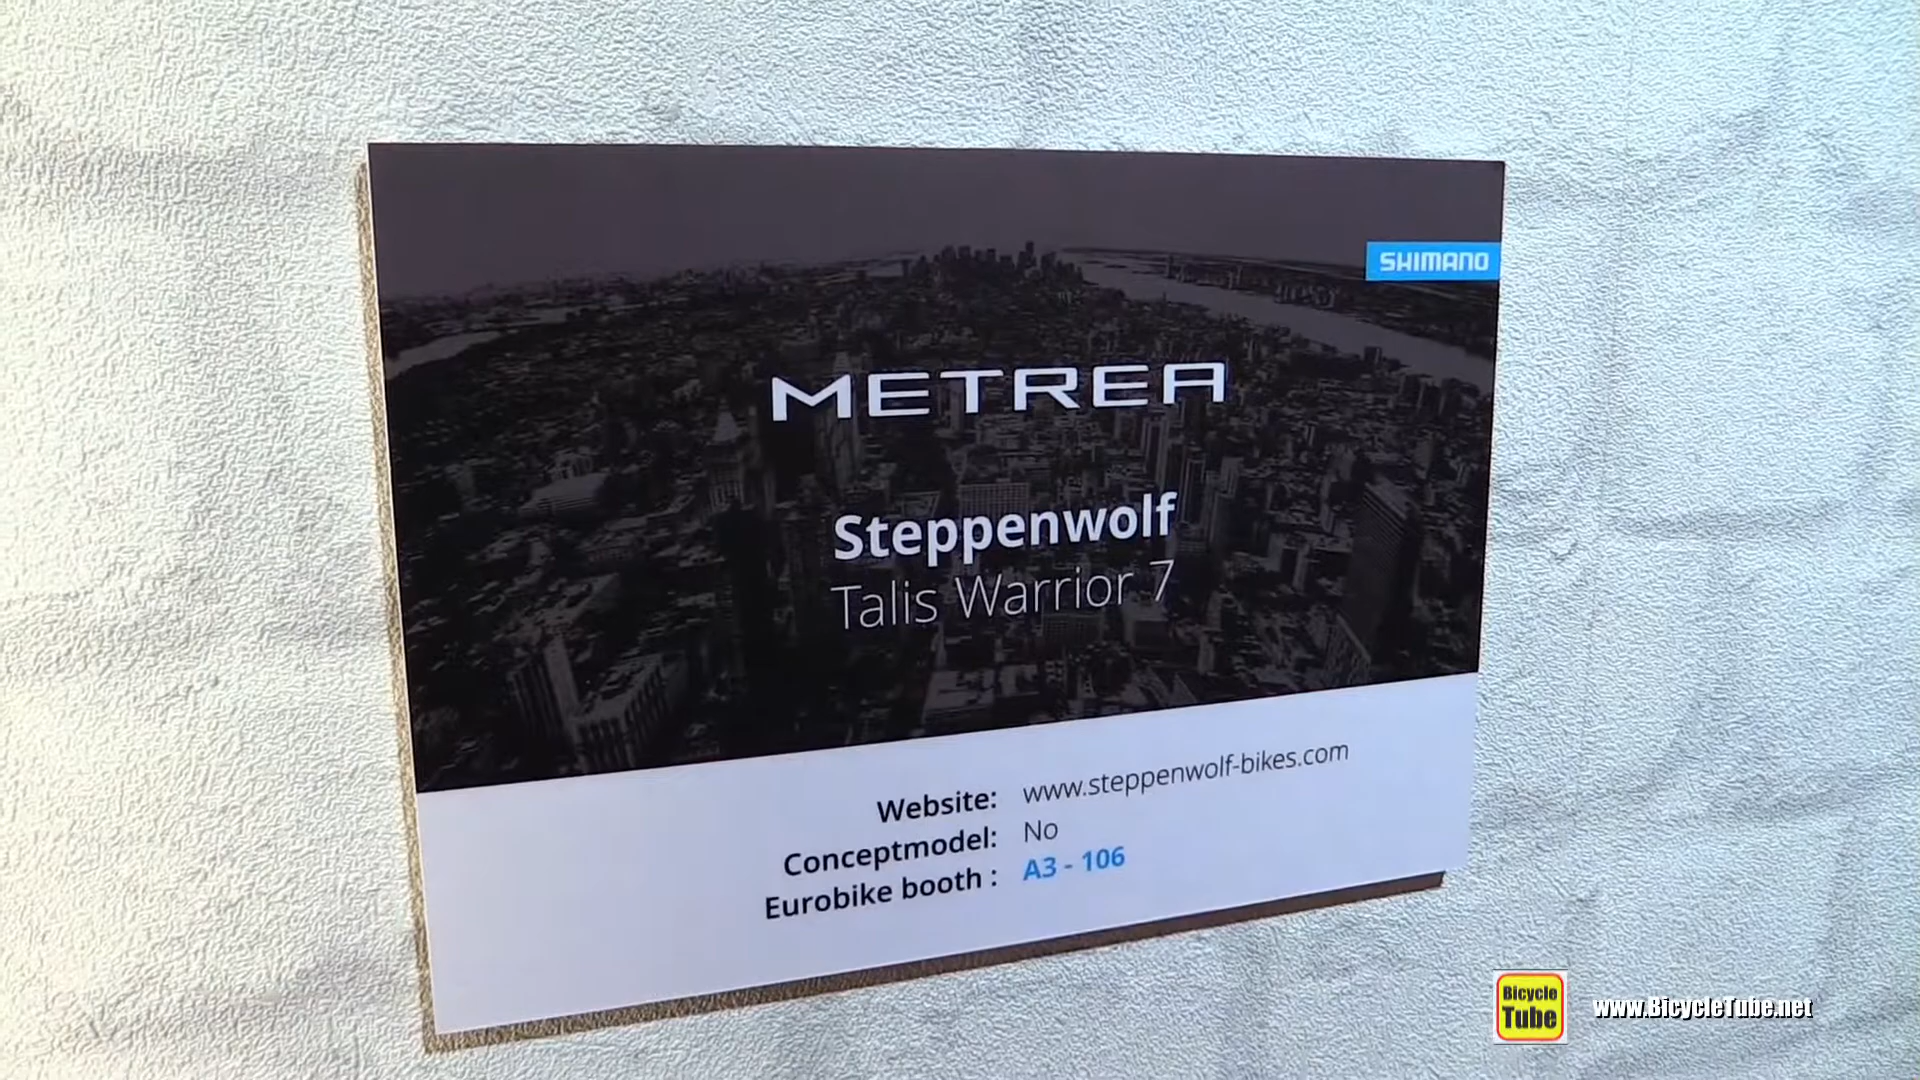 SHIMANO
METREA
Steppenwolf
Talis Warrior 7
Website: www.steppenwolf-bikes.com
Conceptmodel: No
Eurobike booth : A3 - 106
Bicycle
Tube
www.BicycleTube.net